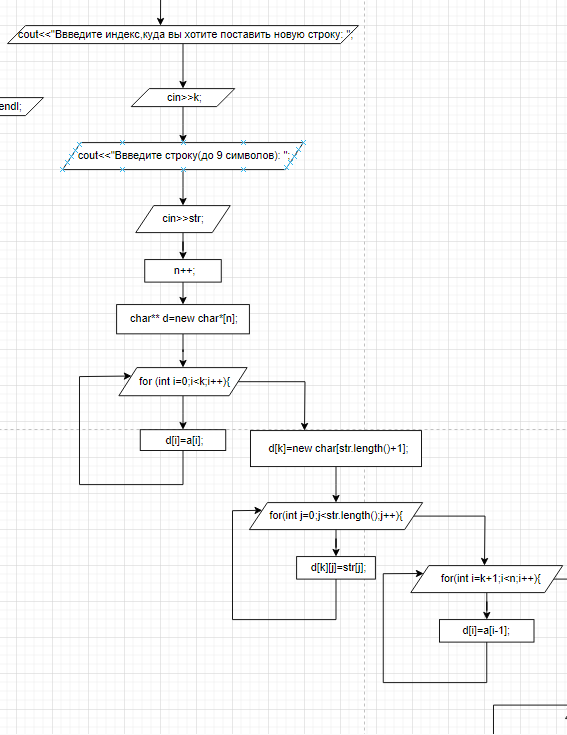 cout<<"Ввведите индекс,куда вы хотите поставить новую строку: ";
cin>>k;
endl;
cout<<"Ввведите строку(до 9 символов): ";
cin>>str;
n++;
char** d=new char*[n];
for (int i=0;i<k;i++){
d[i]=a[i];
d[k]=new char[str.length()+1];
for(int j=0;j<str.length();j++){
d[k][j]=str[j];
for(int i=k+1;i<n;i++){
d[i]=a[i-1];